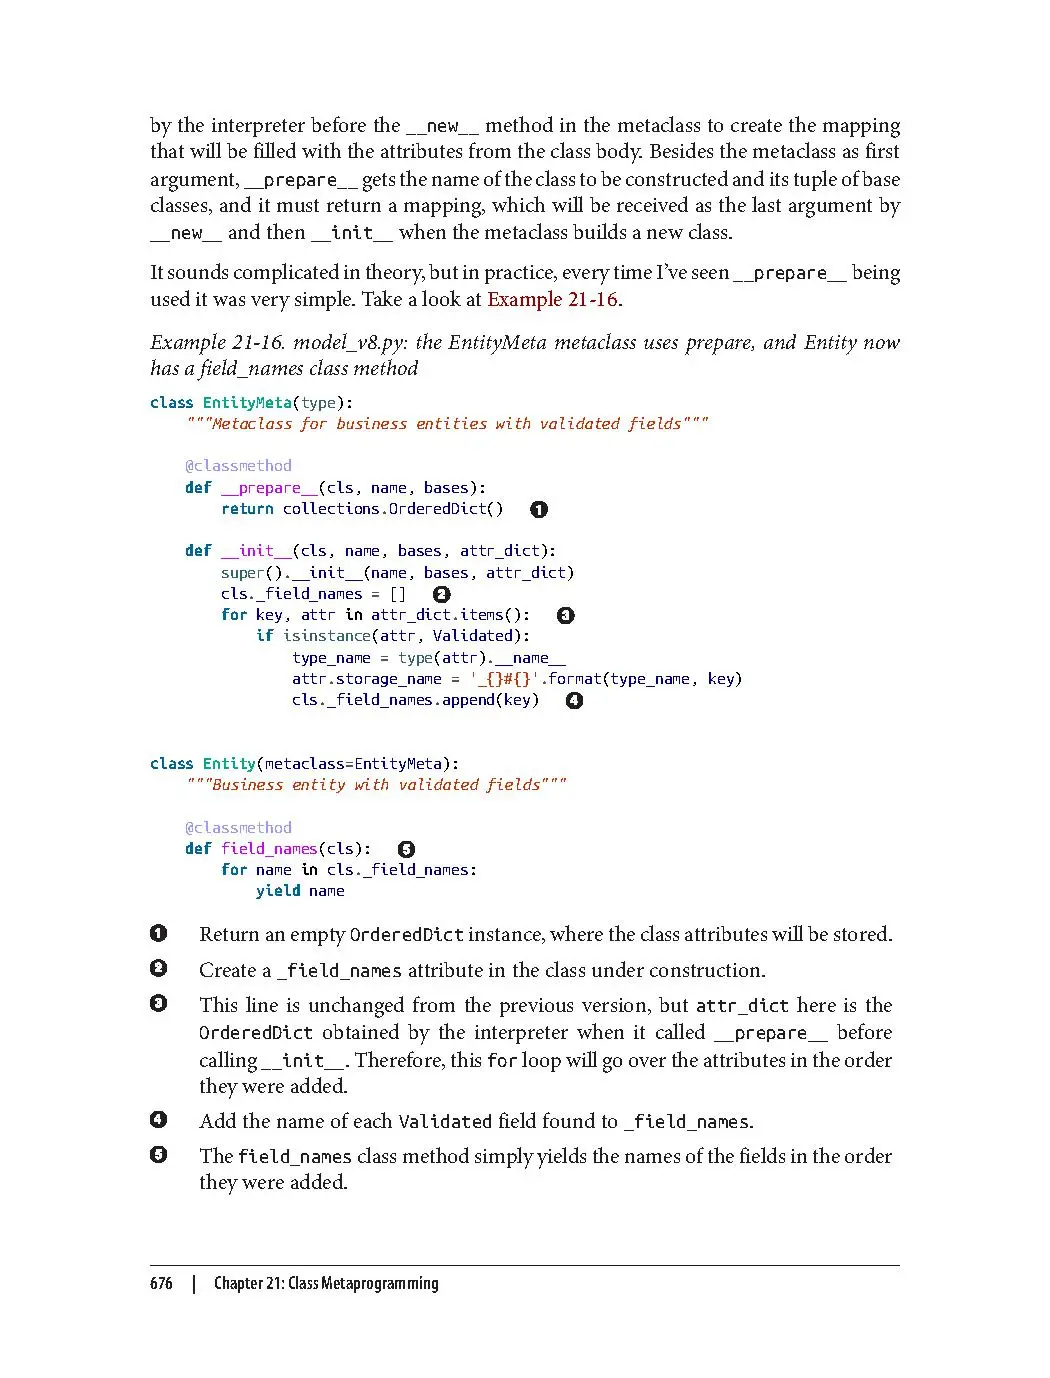 by the interpreter before the __new__ method in the metaclass to create the mapping
that will be filled with the attributes from the class body. Besides the metaclass as first
argument, __prepare__ gets the name of the class to be constructed and its tuple of base
classes, and it must return a mapping, which will be received as the last argument by
__new__ and then __init__ when the metaclass builds a new class.
It sounds complicated in theory, but in practice, every time I’ve seen __prepare__ being
used it was very simple. Take a look at Example 21-16.
Example 21-16. model_v8.py: the EntityMeta metaclass uses prepare, and Entity now
has a field_names class method
class EntityMeta(type):
    """Metaclass for business entities with validated fields"""
    @classmethod
    def __prepare__(cls, name, bases):
        return collections.OrderedDict() ❶
    def __init__(cls, name, bases, attr_dict):
        super().__init__(name, bases, attr_dict)
        cls._field_names = [] ❷
        for key, attr in attr_dict.items(): ❸
            if isinstance(attr, Validated):
                type_name = type(attr).__name__
                attr.storage_name = '_{}#{}'.format(type_name, key)
                cls._field_names.append(key) ❹
class Entity(metaclass=EntityMeta):
    """Business entity with validated fields"""
    @classmethod
    def field_names(cls): ❺
        for name in cls._field_names:
            yield name
❶ Return an empty OrderedDict instance, where the class attributes will be stored.
❷ Create a _field_names attribute in the class under construction.
❸ This line is unchanged from the previous version, but attr_dict here is the
OrderedDict obtained by the interpreter when it called __prepare__ before
calling __init__. Therefore, this for loop will go over the attributes in the order
they were added.
❹ Add the name of each Validated field found to _field_names.
❺ The field_names class method simply yields the names of the fields in the order
they were added.
676 | Chapter 21: Class Metaprogramming